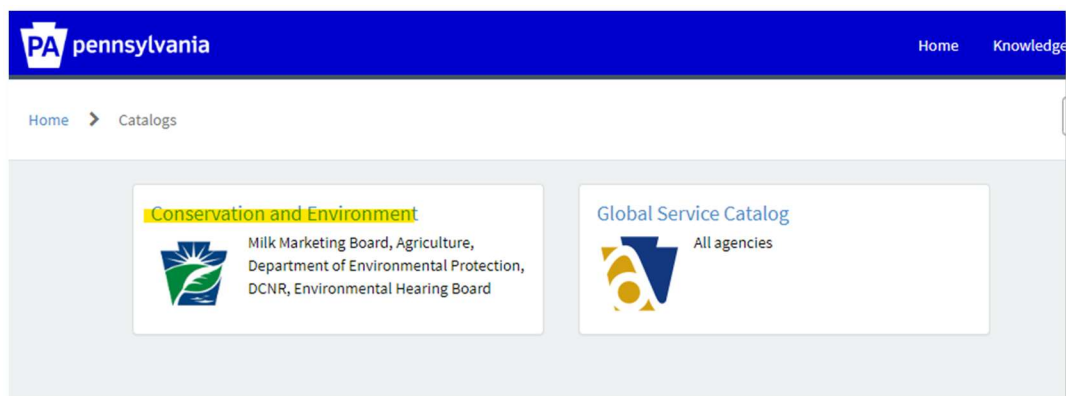 PA pennsylvania
Home Knowledge
Home > Catalogs
Conservation and Environment
Milk Marketing Board, Agriculture,
Department of Environmental Protection,
DCNR, Environmental Hearing Board
Global Service Catalog
All agencies